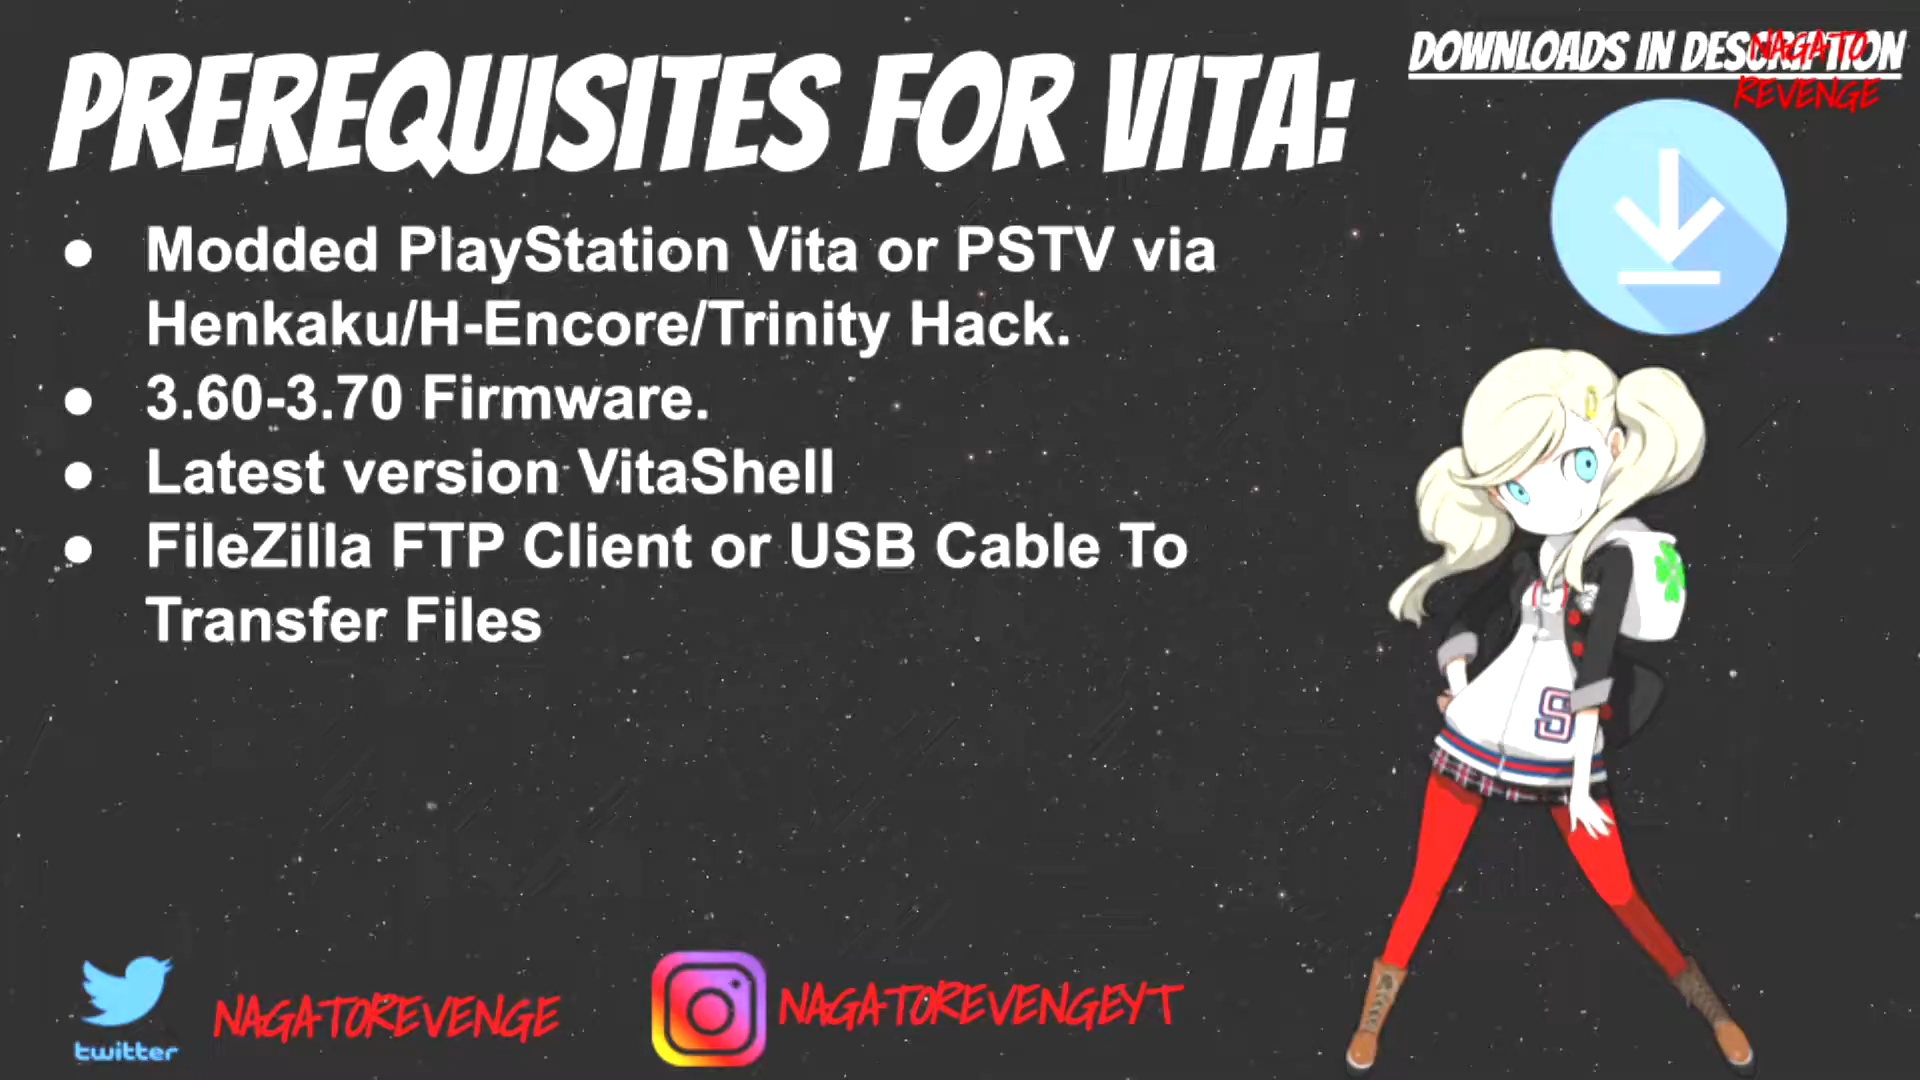 PREREQUISITES FOR VITA:
DOWNLOADS IN DESCRIPTION
NAGATO
REVENGE
● Modded PlayStation Vita or PSTV via
Henkaku/H-Encore/Trinity Hack.
● 3.60-3.70 Firmware.
● Latest version VitaShell
● FileZilla FTP Client or USB Cable To
Transfer Files
S
twitter
NAGATOREVENGE
NAGATOREVENGEYT